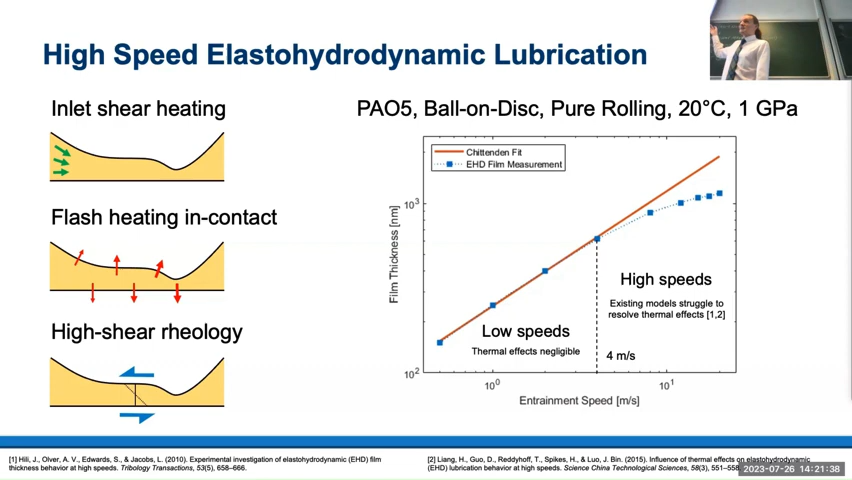 High Speed Elastohydrodynamic Lubrication
Inlet shear heating
Flash heating in-contact
High-shear rheology
PAO5, Ball-on-Disc, Pure Rolling, 20°C, 1 GPa
Chittenden Fit
EHD Film Measurement
Film Thickness [nm]
10³
10²
High speeds
Existing models struggle to
resolve thermal effects [1,2]
Low speeds
Thermal effects negligible
4 m/s
10⁰
10¹
Entrainment Speed [m/s]
[1] Hili, J., Olver, A. V., Edwards, S., & Jacobs, L. (2010). Experimental investigation of elastohydrodynamic (EHD) film
thickness behavior at high speeds. Tribology Transactions, 53(5), 658–666.
[2] Liang, H., Guo, D., Reddyhoff, T., Spikes, H., & Luo, J. Bin. (2015). Influence of thermal effects on elastohydrodynamic
(EHD) lubrication behavior at high speeds. Science China Technological Sciences, 58(3), 551–558
2023-07-26 14:21:38